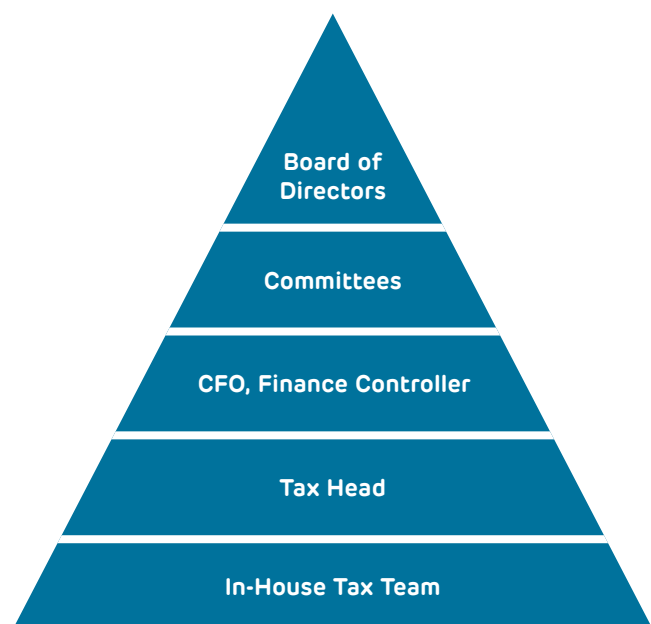 Board of
Directors
Committees
CFO, Finance Controller
Tax Head
In-House Tax Team